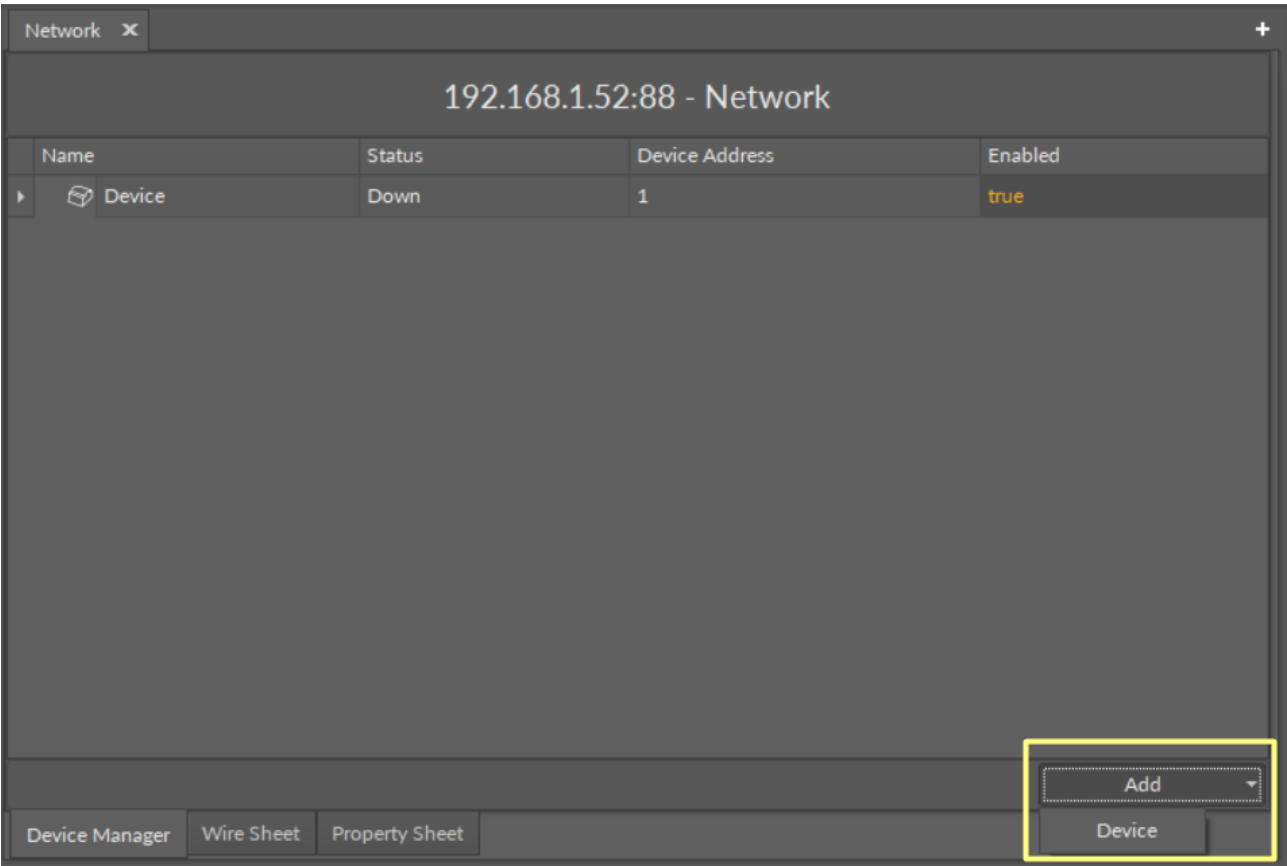 Network
192.168.1.52:88 - Network
Name Status Device Address Enabled
Device Down 1 true
Add
Device Manager Wire Sheet Property Sheet Device